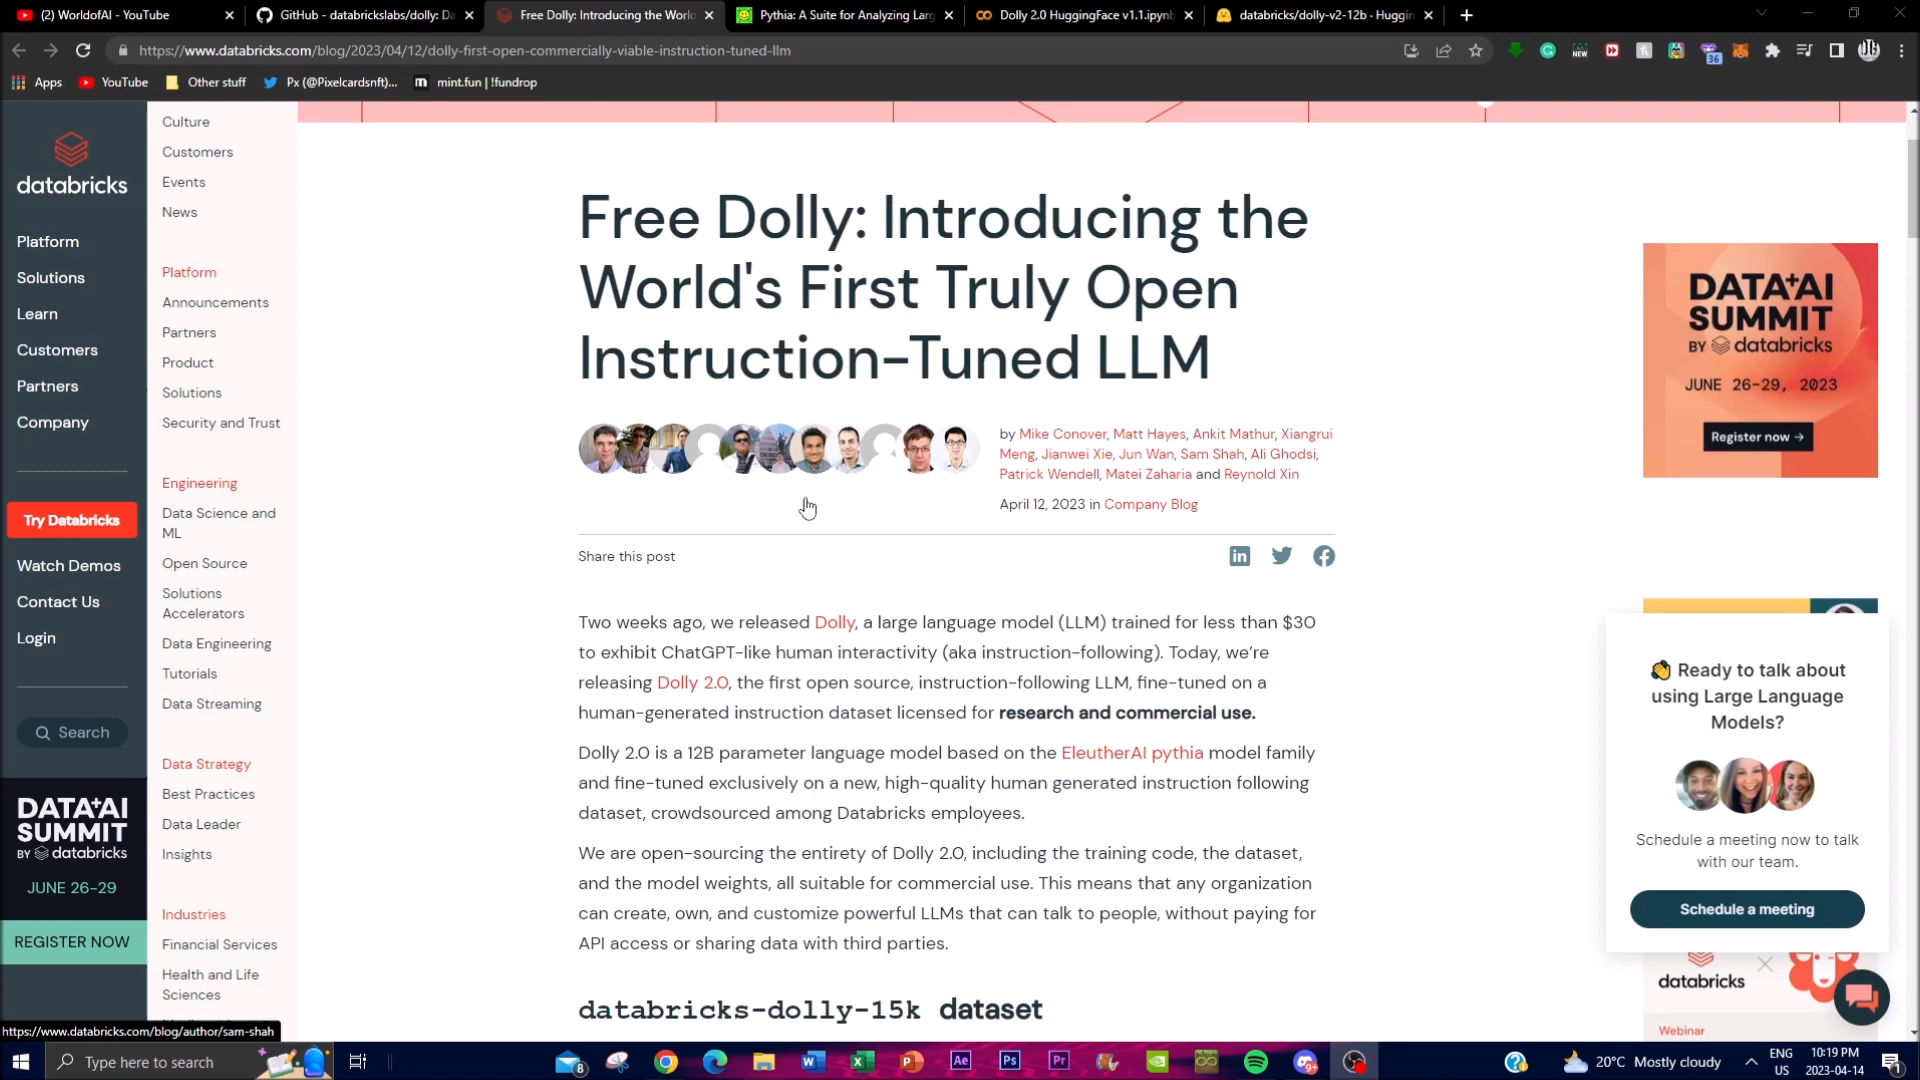 (2) WorldofAI - YouTube
GitHub - databrickslabs/dolly: Da
Free Dolly: Introducing the World
Pythia: A Suite for Analyzing Larg
Dolly 2.0 HuggingFace v1.1.ipynb
databricks/dolly-v2-12b · Huggin
https://www.databricks.com/blog/2023/04/12/dolly-first-open-commercially-viable-instruction-tuned-llm
NEW
36
Apps
YouTube
Other stuff
Px (@Pixelcardsnft)...
m mint.fun | !fundrop
databricks
Platform
Solutions
Learn
Customers
Partners
Company
Try Databricks
Watch Demos
Contact Us
Login
Search
DATA+AI
SUMMIT
BY databricks
JUNE 26-29
REGISTER NOW
Culture
Customers
Events
News
Platform
Announcements
Partners
Product
Solutions
Security and Trust
Engineering
Data Science and
ML
Open Source
Solutions
Accelerators
Data Engineering
Tutorials
Data Streaming
Data Strategy
Best Practices
Data Leader
Insights
Industries
Financial Services
Health and Life
Sciences
Free Dolly: Introducing the
World's First Truly Open
Instruction-Tuned LLM
by Mike Conover, Matt Hayes, Ankit Mathur, Xiangrui
Meng, Jianwei Xie, Jun Wan, Sam Shah, Ali Ghodsi,
Patrick Wendell, Matei Zaharia and Reynold Xin
April 12, 2023 in Company Blog
Share this post
in
Two weeks ago, we released Dolly, a large language model (LLM) trained for less than $30
to exhibit ChatGPT-like human interactivity (aka instruction-following). Today, we're
releasing Dolly 2.0, the first open source, instruction-following LLM, fine-tuned on a
human-generated instruction dataset licensed for research and commercial use.
Dolly 2.0 is a 12B parameter language model based on the EleutherAI pythia model family
and fine-tuned exclusively on a new, high-quality human generated instruction following
dataset, crowdsourced among Databricks employees.
We are open-sourcing the entirety of Dolly 2.0, including the training code, the dataset,
and the model weights, all suitable for commercial use. This means that any organization
can create, own, and customize powerful LLMs that can talk to people, without paying for
API access or sharing data with third parties.
databricks-dolly-15k dataset
DATA+AI
SUMMIT
BY databricks
JUNE 26-29, 2023
Register now →
Ready to talk about
using Large Language
Models?
Schedule a meeting now to talk
with our team.
Schedule a meeting
databricks
Webinar
https://www.databricks.com/blog/author/sam-shah
Type here to search
8
W
X
P
Ae
Ps
Pr
9+
20°C Mostly cloudy
ENG
US
10:19 PM
2023-04-14
1